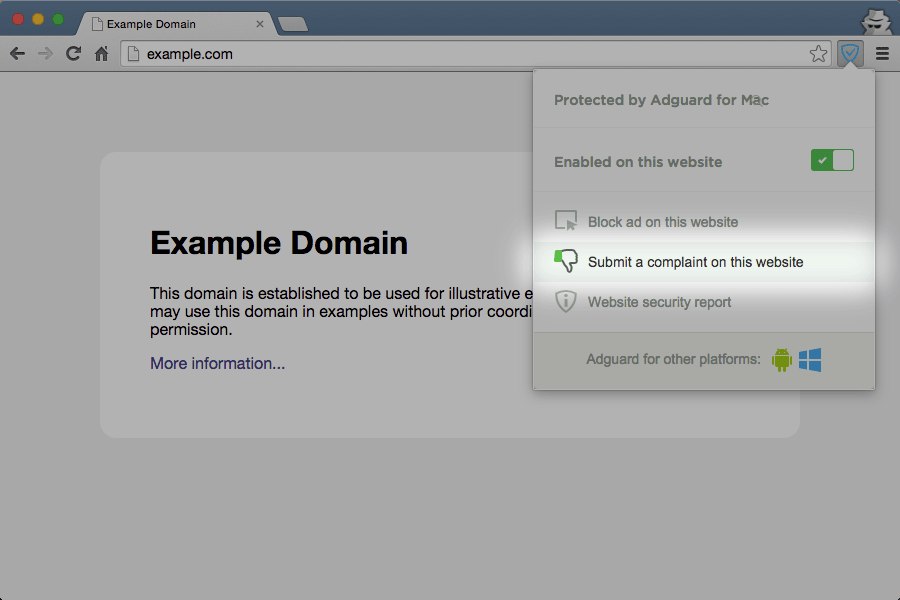 Example Domain
example.com
Protected by Adguard for Mac
Enabled on this website
Block ad on this website
Submit a complaint on this website
Website security report
Adguard for other platforms:
Example Domain
This domain is established to be used for illustrative e
may use this domain in examples without prior coordi
permission.
More information...